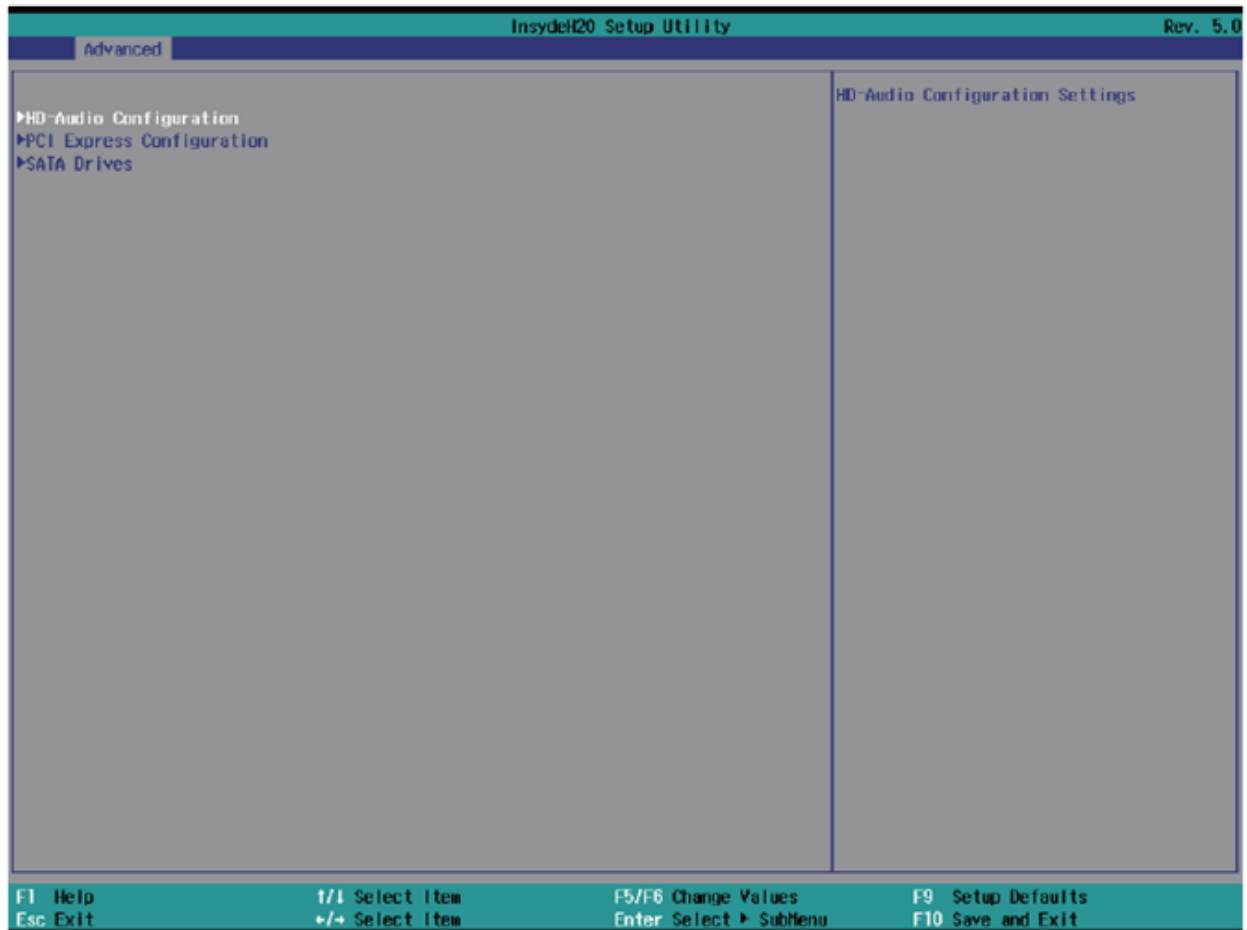 InsydeH20 Setup Utility Rev. 5.0
Advanced
HD-Audio Configuration Settings
▶HD-Audio Configuration
▶PCI Express Configuration
▶SATA Drives
F1 Help ↑/↓ Select Item F5/F6 Change Values F9 Setup Defaults
Esc Exit ←/→ Select Item Enter Select ▶ SubMenu F10 Save and Exit